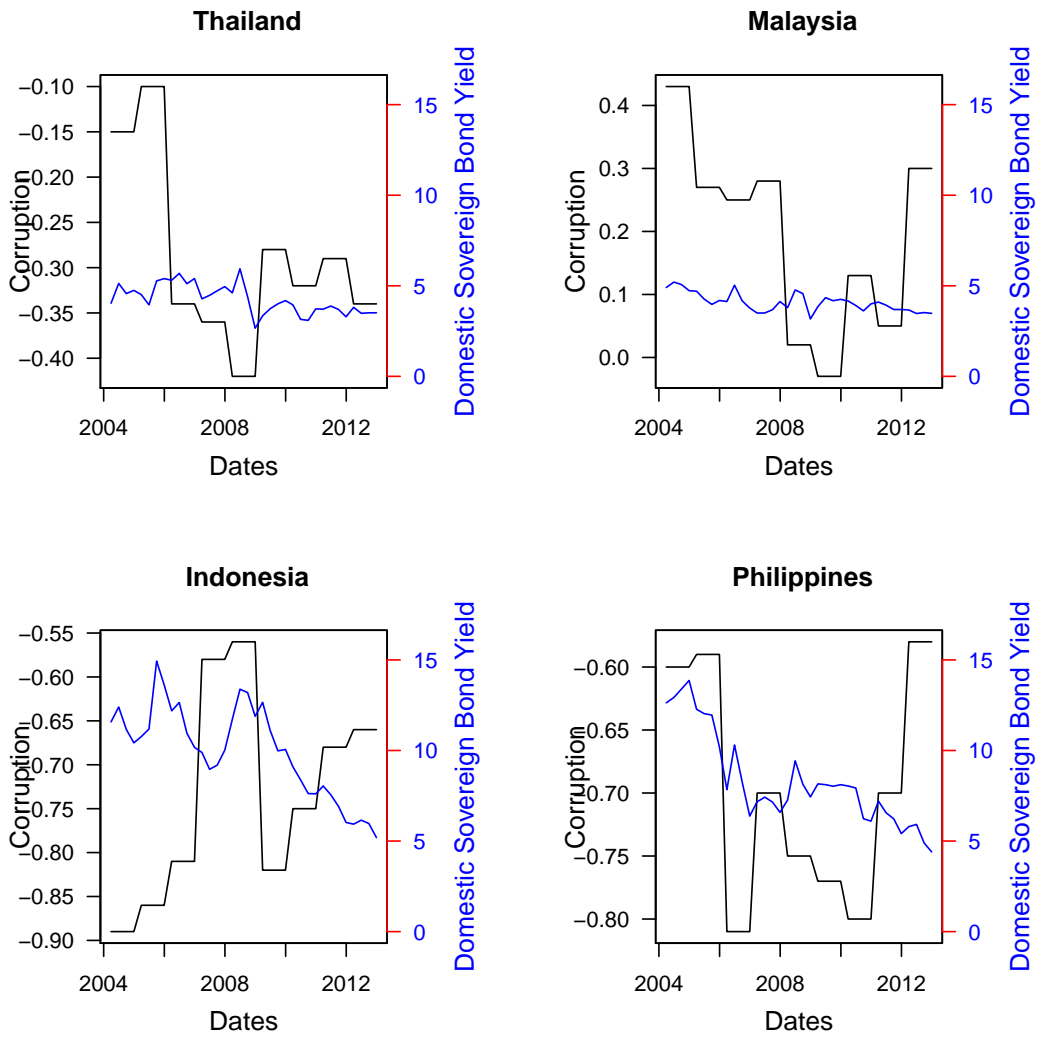 Thailand
Corruption
−0.10
−0.15
−0.20
−0.25
−0.30
−0.35
−0.40
15
10
5
0
Domestic Sovereign Bond Yield
2004 2008 2012
Dates
Malaysia
Corruption
0.4
0.3
0.2
0.1
0.0
15
10
5
0
Domestic Sovereign Bond Yield
2004 2008 2012
Dates
Indonesia
Corruption
−0.55
−0.60
−0.65
−0.70
−0.75
−0.80
−0.85
−0.90
15
10
5
0
Domestic Sovereign Bond Yield
2004 2008 2012
Dates
Philippines
Corruption
−0.60
−0.65
−0.70
−0.75
−0.80
15
10
5
0
Domestic Sovereign Bond Yield
2004 2008 2012
Dates